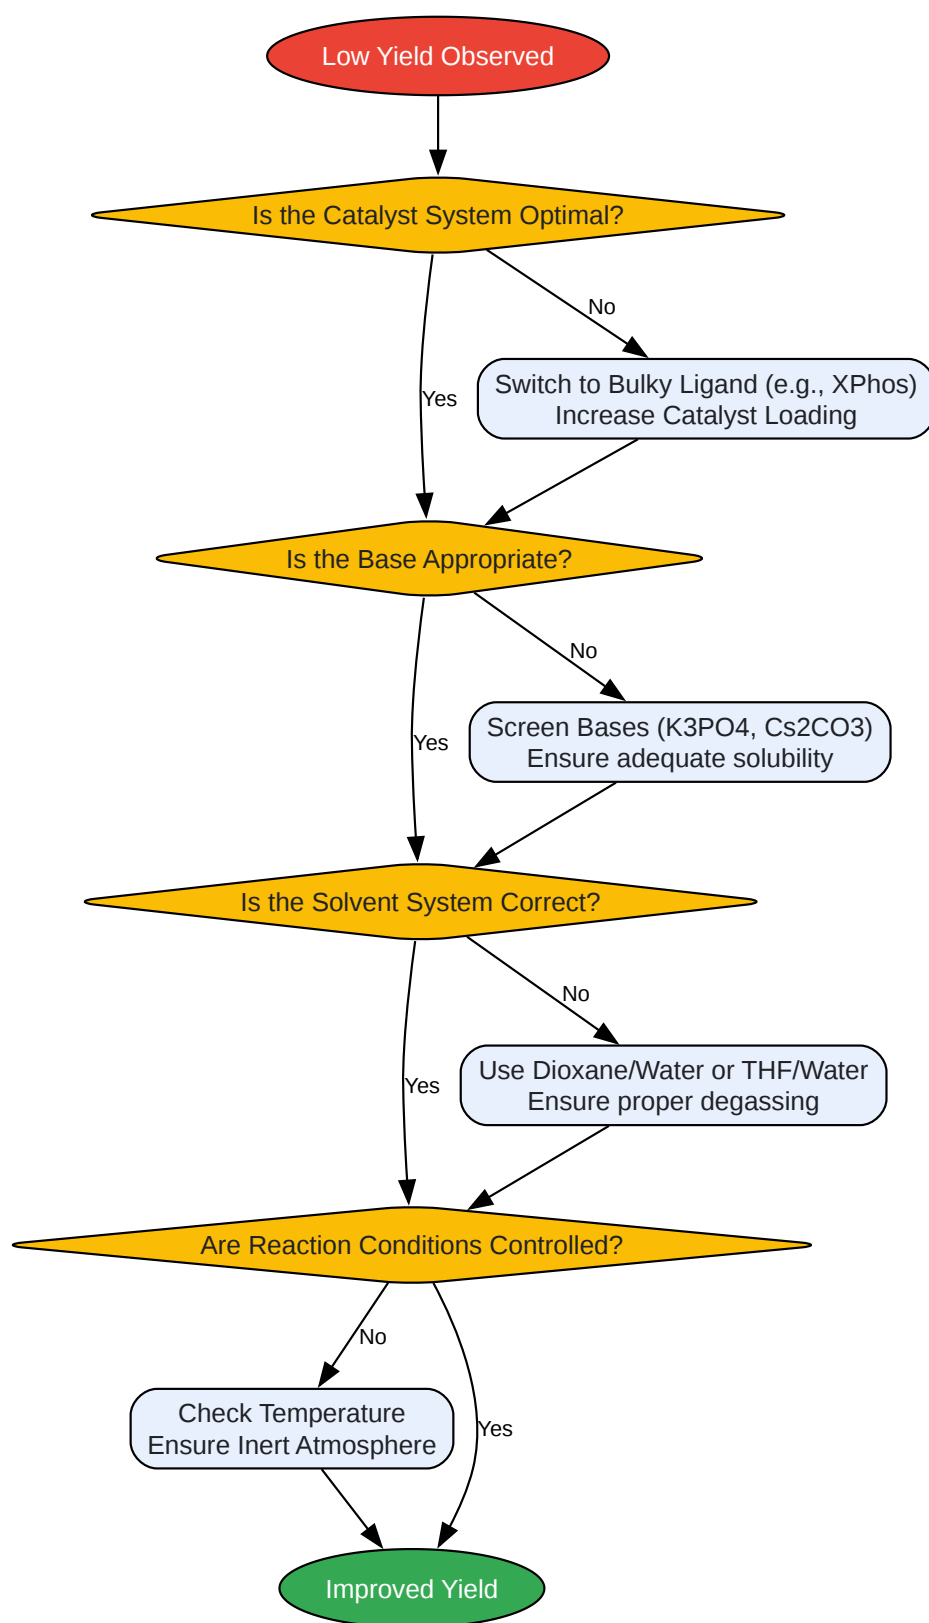 Low Yield Observed
Is the Catalyst System Optimal?
No
Switch to Bulky Ligand (e.g., XPhos)
Increase Catalyst Loading
Yes
Is the Base Appropriate?
No
Screen Bases (K3PO4, Cs2CO3)
Ensure adequate solubility
Yes
Is the Solvent System Correct?
No
Use Dioxane/Water or THF/Water
Ensure proper degassing
Yes
Are Reaction Conditions Controlled?
No
Check Temperature
Ensure Inert Atmosphere
Yes
Improved Yield